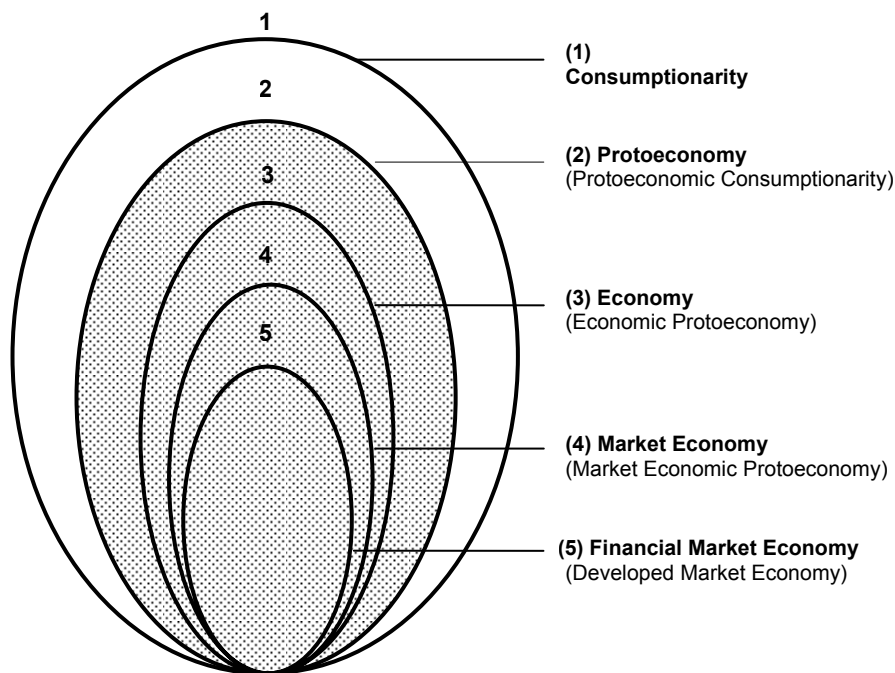 1
(1)
Consumptionarity
2
(2) Protoeconomy
(Protoeconomic Consumptionarity)
3
4
(3) Economy
(Economic Protoeconomy)
5
(4) Market Economy
(Market Economic Protoeconomy)
(5) Financial Market Economy
(Developed Market Economy)